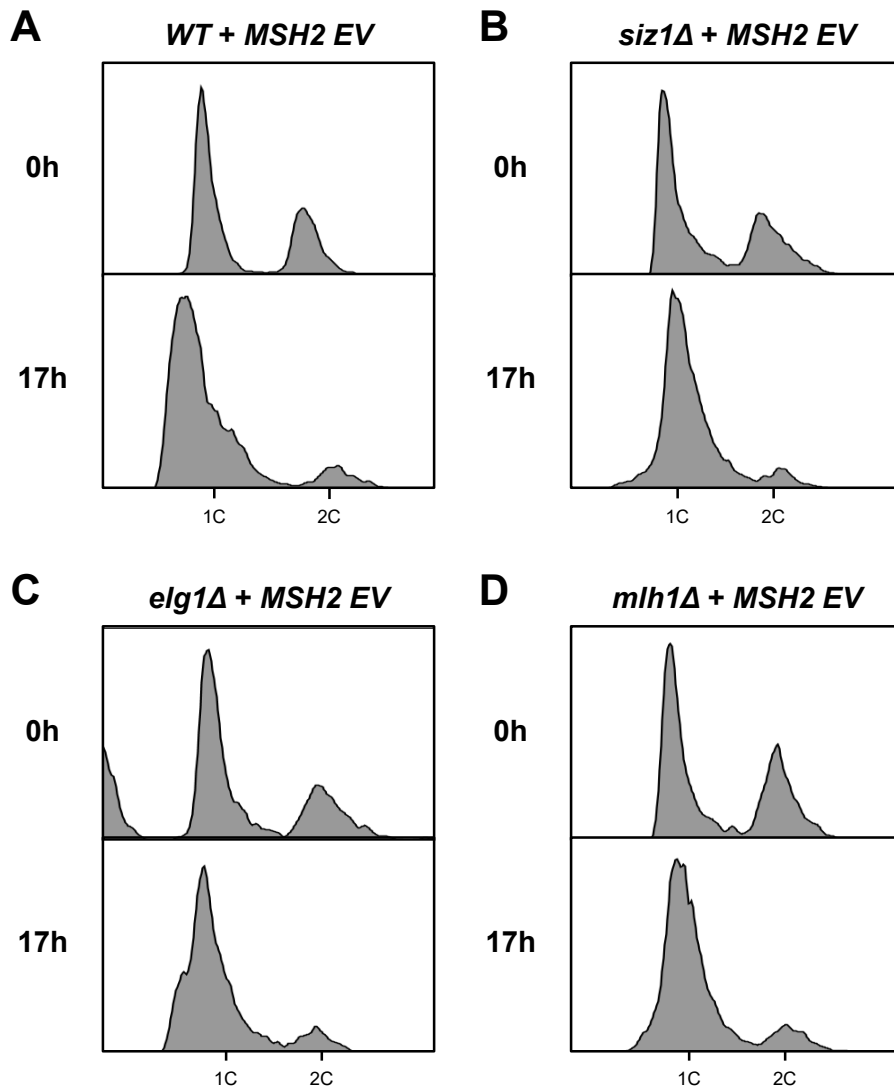 A WT + MSH2 EV
0h
17h
1C 2C
B siz1Δ + MSH2 EV
0h
17h
1C 2C
C elg1Δ + MSH2 EV
0h
17h
1C 2C
D mlh1Δ + MSH2 EV
0h
17h
1C 2C